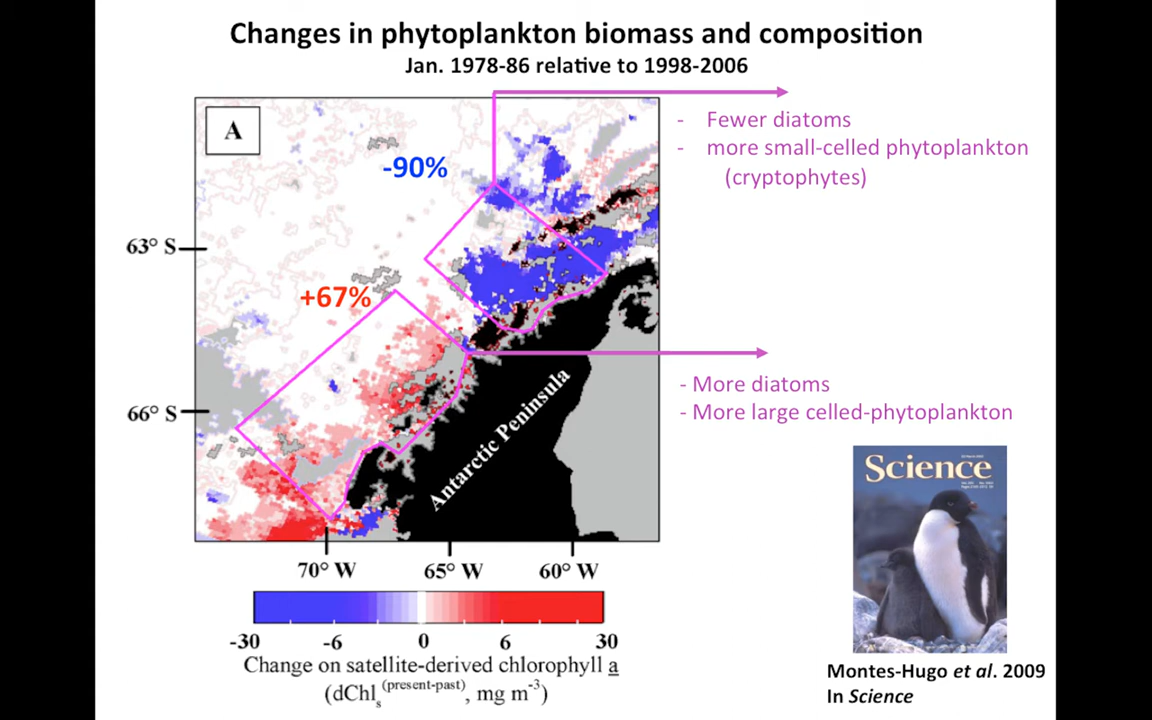 Changes in phytoplankton biomass and composition
Jan. 1978-86 relative to 1998-2006
A
-90%
- Fewer diatoms
- more small-celled phytoplankton
(cryptophytes)
63° S
+67%
66° S
- More diatoms
- More large celled-phytoplankton
Antarctic Peninsula
Science
70° W 65° W 60° W
-30 -6 0 6 30
Change on satellite-derived chlorophyll a
(dChls(present-past), mg m-3)
Montes-Hugo et al. 2009
In Science